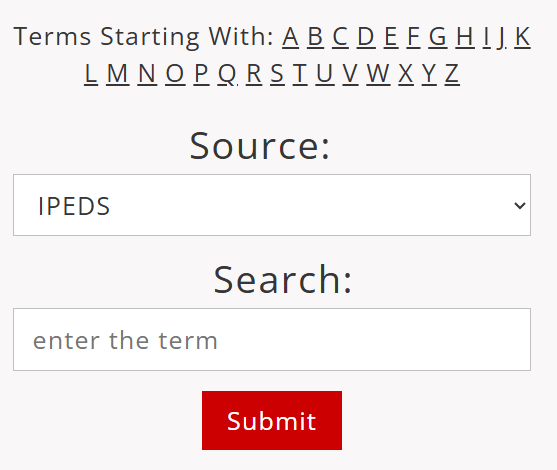 Terms Starting With: A B C D E F G H I J K
L M N O P Q R S T U V W X Y Z
Source:
IPEDS
Search:
enter the term
Submit